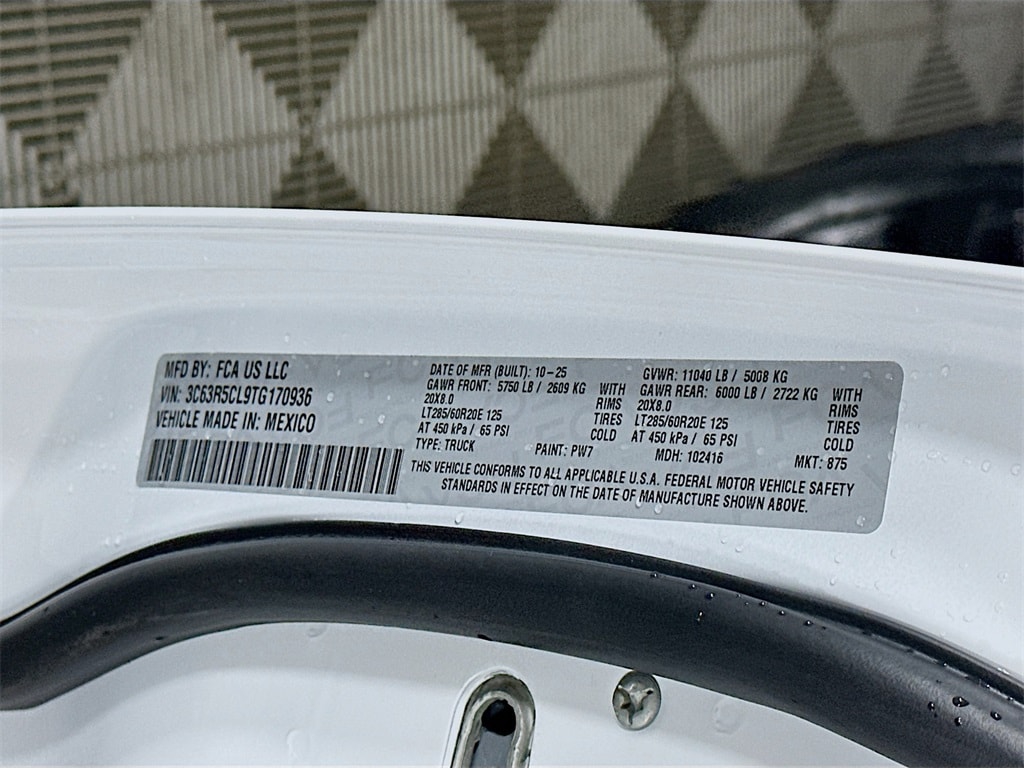 MFD BY: FCA US LLC
VIN: 3C63R5CL9TG170936
VEHICLE MADE IN: MEXICO
DATE OF MFR (BUILT): 10-25
GAWR FRONT: 5750 LB / 2609 KG WITH
20X8.0 RIMS
LT285/60R20E 125 TIRES
AT 450 kPa / 65 PSI COLD
TYPE: TRUCK PAINT: PW7
GVWR: 11040 LB / 5008 KG
GAWR REAR: 6000 LB / 2722 KG WITH
20X8.0 RIMS
LT285/60R20E 125 TIRES
AT 450 kPa / 65 PSI COLD
MDH: 102416 MKT: 875
THIS VEHICLE CONFORMS TO ALL APPLICABLE U.S.A. FEDERAL MOTOR VEHICLE SAFETY
STANDARDS IN EFFECT ON THE DATE OF MANUFACTURE SHOWN ABOVE.